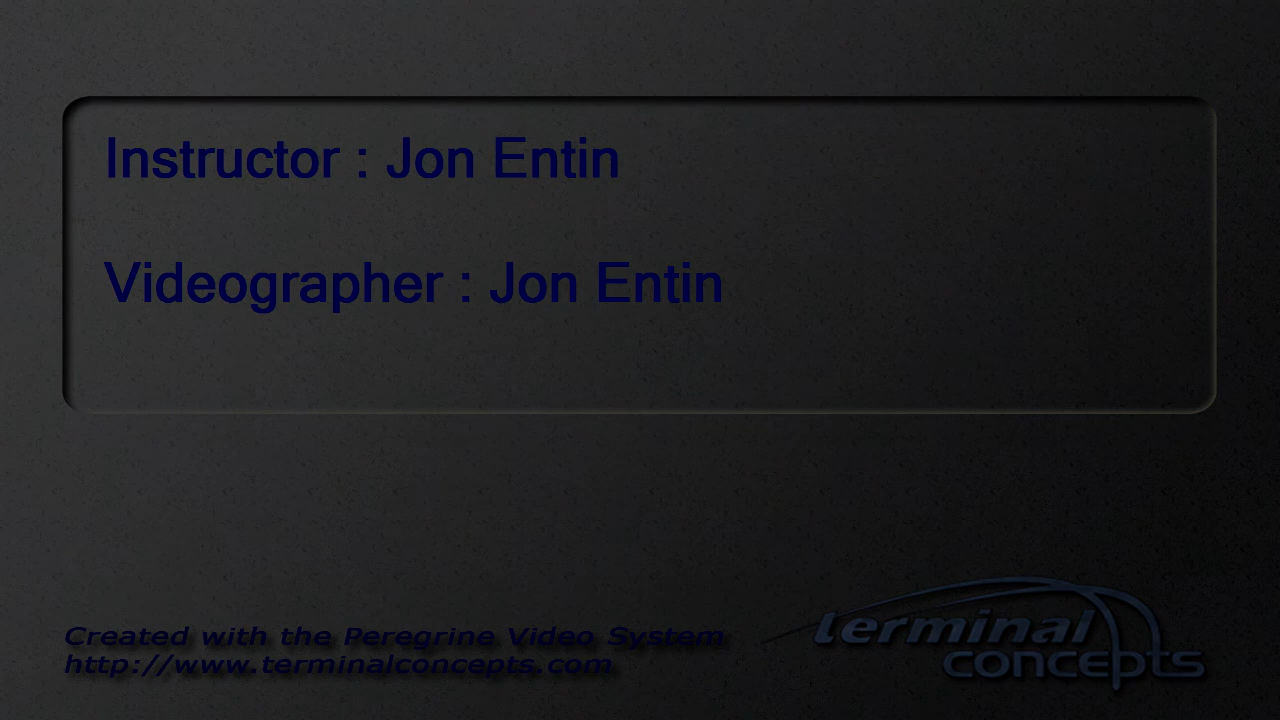 Instructor : Jon Entin
Videographer : Jon Entin
Created with the Peregrine Video System
http://www.terminalconcepts.com
terminal
concepts